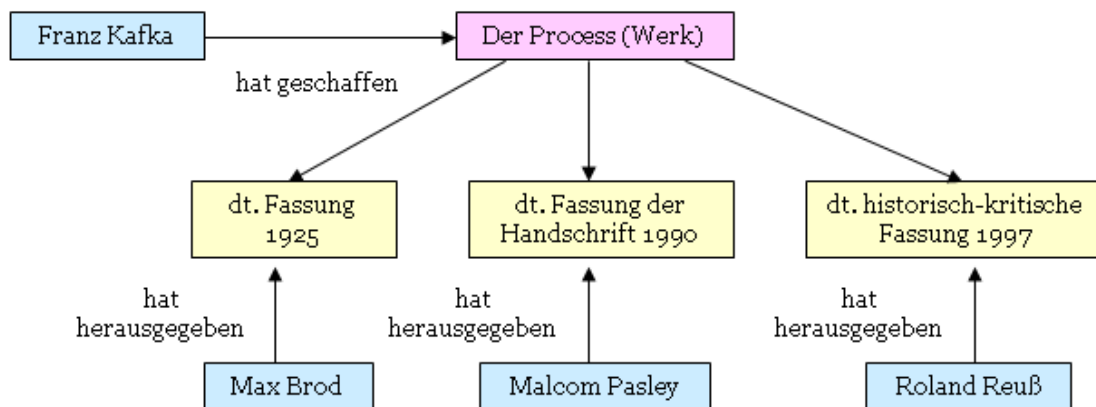 Franz Kafka
Der Process (Werk)
hat geschaffen
dt. Fassung
1925
dt. Fassung der
Handschrift 1990
dt. historisch-kritische
Fassung 1997
hat
herausgegeben
hat
herausgegeben
hat
herausgegeben
Max Brod
Malcom Pasley
Roland Reuß